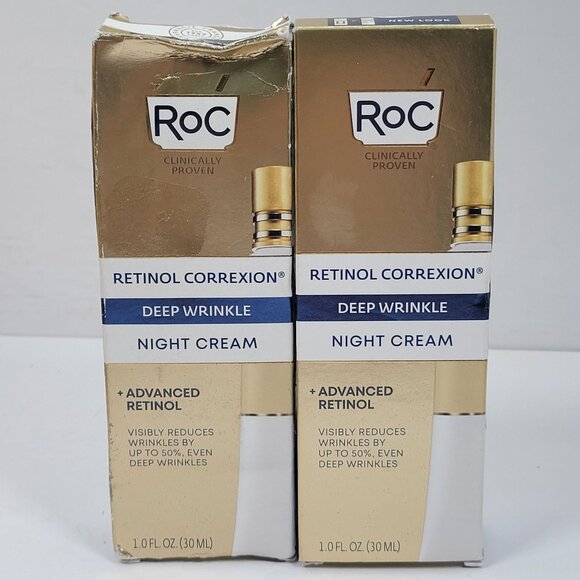 RoC
CLINICALLY
PROVEN
RETINOL CORREXION®
DEEP WRINKLE
NIGHT CREAM
+ ADVANCED
RETINOL
VISIBLY REDUCES
WRINKLES BY
UP TO 50%, EVEN
DEEP WRINKLES
1.0 FL. OZ. (30 ML)
NEW LOOK
RoC®
CLINICALLY
PROVEN
RETINOL CORREXION®
DEEP WRINKLE
NIGHT CREAM
+ ADVANCED
RETINOL
VISIBLY REDUCES
WRINKLES BY
UP TO 50%, EVEN
DEEP WRINKLES
1.0 FL. OZ. (30 ML)